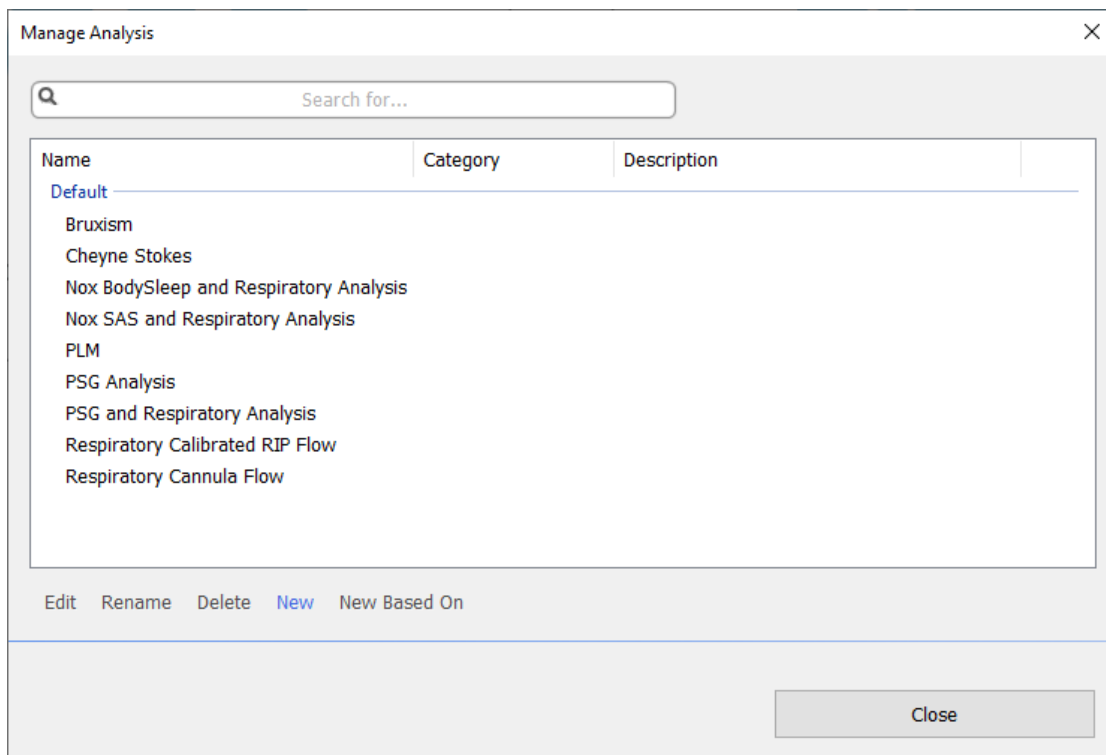 Manage Analysis
Search for...
Name Category Description
Default
Bruxism
Cheyne Stokes
Nox BodySleep and Respiratory Analysis
Nox SAS and Respiratory Analysis
PLM
PSG Analysis
PSG and Respiratory Analysis
Respiratory Calibrated RIP Flow
Respiratory Cannula Flow
Edit Rename Delete New New Based On
Close